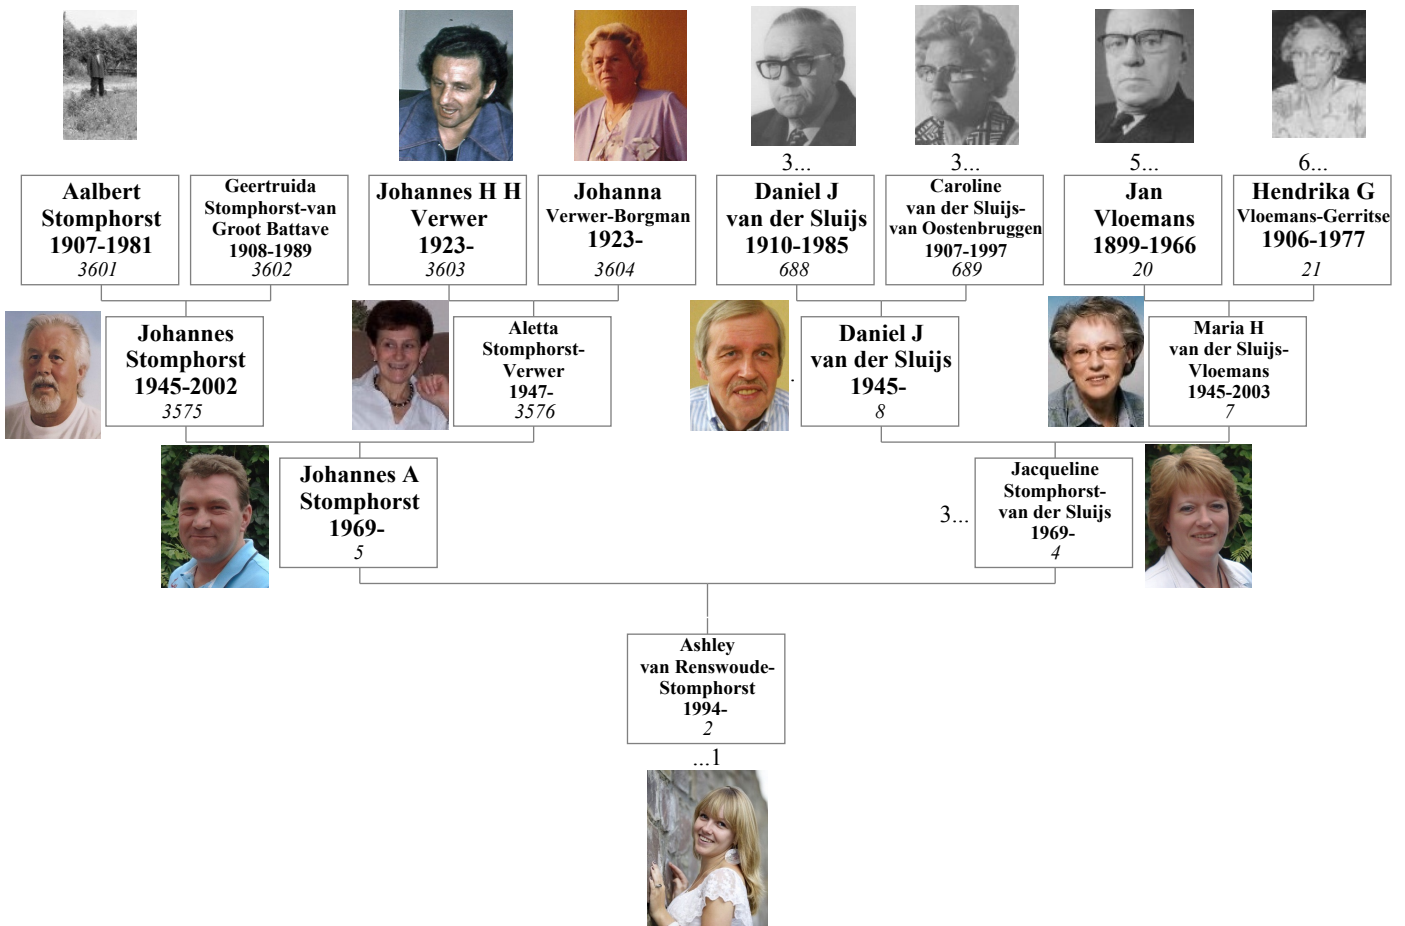 3...
3...
5...
6...
Aalbert
Stomphorst
1907-1981
3601
Geertruida
Stomphorst-van
Groot Battave
1908-1989
3602
Johannes H H
Verwer
1923-
3603
Johanna
Verwer-Borgman
1923-
3604
Daniel J
van der Sluijs
1910-1985
688
Caroline
van der Sluijs-
van Oostenbruggen
1907-1997
689
Jan
Vloemans
1899-1966
20
Hendrika G
Vloemans-Gerritse
1906-1977
21
Johannes
Stomphorst
1945-2002
3575
Aletta
Stomphorst-
Verwer
1947-
3576
.
Daniel J
van der Sluijs
1945-
8
Maria H
van der Sluijs-
Vloemans
1945-2003
7
Johannes A
Stomphorst
1969-
5
3...
Jacqueline
Stomphorst-
van der Sluijs
1969-
4
Ashley
van Renswoude-
Stomphorst
1994-
2
...1